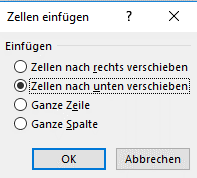 Zellen einfügen
Einfügen
Zellen nach rechts verschieben
Zellen nach unten verschieben
Ganze Zeile
Ganze Spalte
OK
Abbrechen